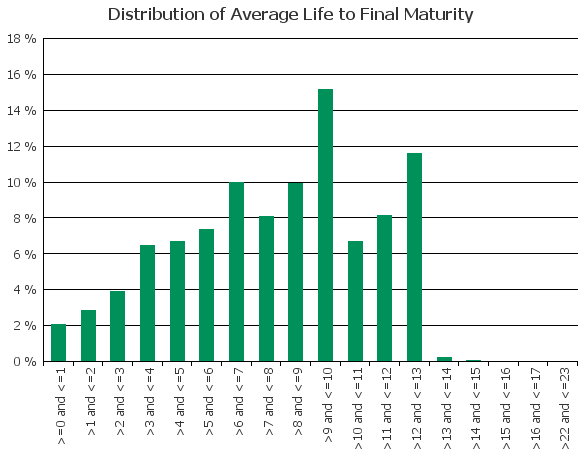 Distribution of Average Life to Final Maturity
18 %
16 %
14 %
12 %
10 %
8 %
6 %
4 %
2 %
0 %
>=0 and <=1
>1 and <=2
>2 and <=3
>3 and <=4
>4 and <=5
>5 and <=6
>6 and <=7
>7 and <=8
>8 and <=9
>9 and <=10
>10 and <=11
>11 and <=12
>12 and <=13
>13 and <=14
>14 and <=15
>15 and <=16
>16 and <=17
>22 and <=23